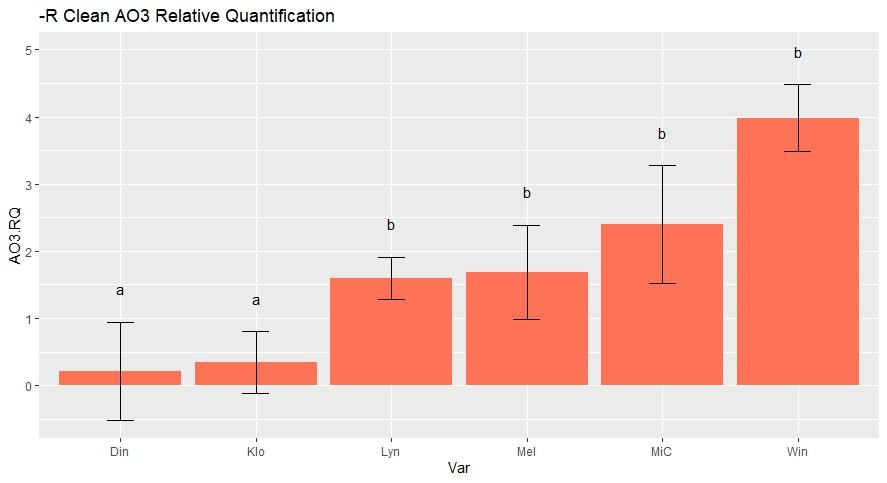 -R Clean AO3 Relative Quantification
5
4
3
2
1
0
AO3.RQ
a
a
b
b
b
b
Din Klo Lyn Mel MiC Win
Var